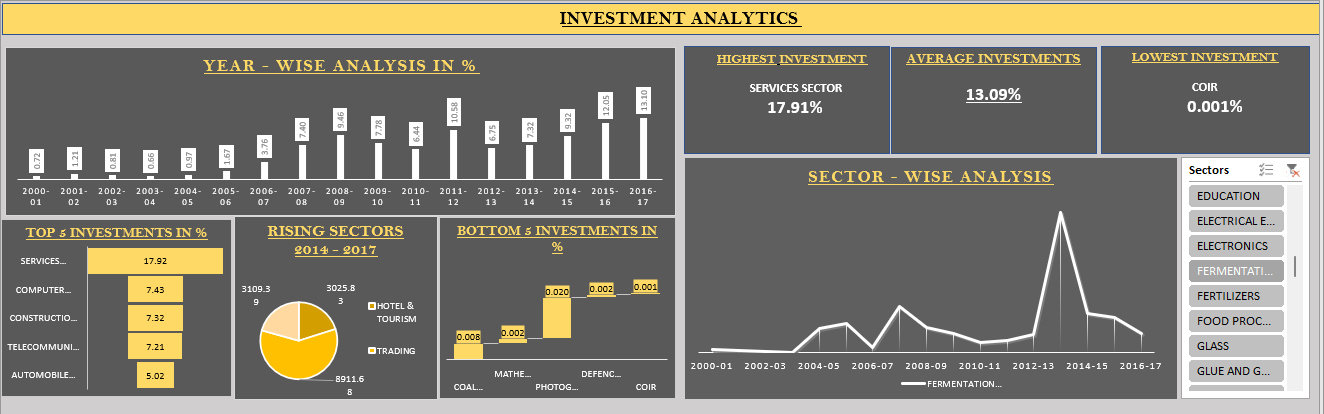 INVESTMENT ANALYTICS
YEAR - WISE ANALYSIS IN %
0.72 1.21 0.81 0.66 0.97 1.67 3.76 7.40 9.46 7.78 6.44 10.58 6.75 7.32 9.32 12.05 13.10
2000-01 2001-02 2002-03 2003-04 2004-05 2005-06 2006-07 2007-08 2008-09 2009-10 2010-11 2011-12 2012-13 2013-14 2014-15 2015-16 2016-17
HIGHEST INVESTMENT
SERVICES SECTOR
17.91%
AVERAGE INVESTMENTS
13.09%
LOWEST INVESTMENT
COIR
0.001%
TOP 5 INVESTMENTS IN %
SERVICES... 17.92
COMPUTER... 7.43
CONSTRUCTIO... 7.32
TELECOMMUNI... 7.21
AUTOMOBILE... 5.02
RISING SECTORS
2014 - 2017
3109.39
3025.83
8911.68
HOTEL &
TOURISM
TRADING
BOTTOM 5 INVESTMENTS IN
%
0.008 0.002 0.020 0.002 0.001
COAL... MATHE... PHOTOG... DEFENC... COIR
SECTOR - WISE ANALYSIS
2000-01 2002-03 2004-05 2006-07 2008-09 2010-11 2012-13 2014-15 2016-17
FERMENTATION...
Sectors
EDUCATION
ELECTRICAL E...
ELECTRONICS
FERMENTATI...
FERTILIZERS
FOOD PROC...
GLASS
GLUE AND G...